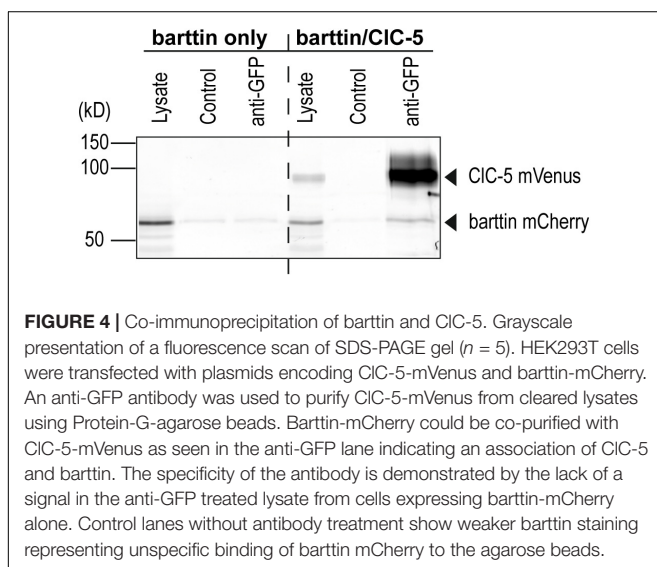 barttin only barttin/ClC-5
(kD) Lysate Control anti-GFP Lysate Control anti-GFP
150
100
ClC-5 mVenus
barttin mCherry
50
FIGURE 4 | Co-immunoprecipitation of barttin and ClC-5. Grayscale
presentation of a fluorescence scan of SDS-PAGE gel (n = 5). HEK293T cells
were transfected with plasmids encoding ClC-5-mVenus and barttin-mCherry.
An anti-GFP antibody was used to purify ClC-5-mVenus from cleared lysates
using Protein-G-agarose beads. Barttin-mCherry could be co-purified with
ClC-5-mVenus as seen in the anti-GFP lane indicating an association of ClC-5
and barttin. The specificity of the antibody is demonstrated by the lack of a
signal in the anti-GFP treated lysate from cells expressing barttin-mCherry
alone. Control lanes without antibody treatment show weaker barttin staining
representing unspecific binding of barttin mCherry to the agarose beads.